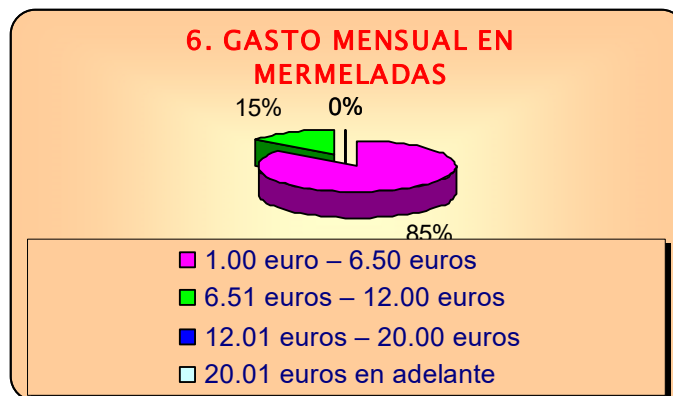 6. GASTO MENSUAL EN
MERMELADAS
15%
0%
85%
1.00 euro – 6.50 euros
6.51 euros – 12.00 euros
12.01 euros – 20.00 euros
20.01 euros en adelante